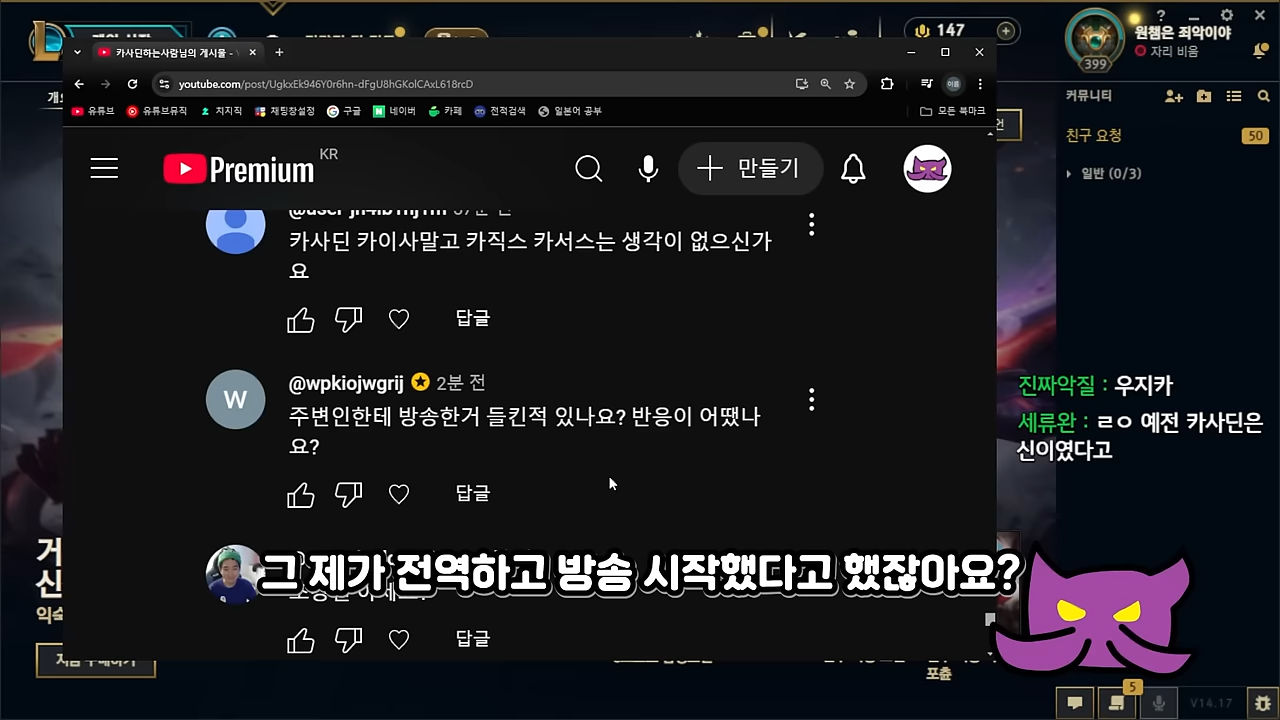 147
원챔은 죄악이야
자리 비움
399
카사딘하는사람님의 게시물 -
youtube.com/post/UgkxEk946Y0r6hn-dFgU8hGKolCAxL618rcD
유튜브
유튜브뮤직
치지직
채팅창설정
구글
네이버
카페
전적검색
일본어 공부
모든 북마크
커뮤니티
친구 요청
50
일반 (0/3)
Premium
KR
만들기
카사딘 카이사말고 카직스 카서스는 생각이 없으신가
요
답글
W
@wpkiojwgrij 2분 전
주변인한테 방송한거 들킨적 있나요? 반응이 어땠나
요?
답글
진짜악질 : 우지카
세류완 : ㄹㅇ 예전 카사딘은
신이였다고
그 제가 전역하고 방송 시작했다고 했잖아요?
답글
포츈
5
V14.17